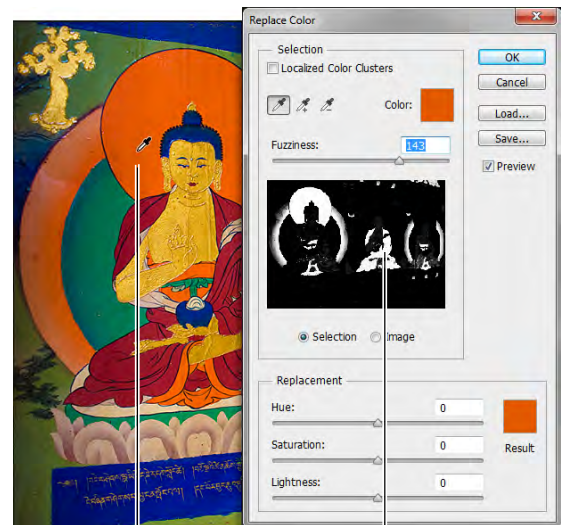 Replace Color
Selection
Localized Color Clusters
OK
Cancel
Color:
Load...
Save...
Fuzziness:
143
Preview
Selection
Image
Replacement
Hue:
0
Saturation:
0
Result
Lightness:
0